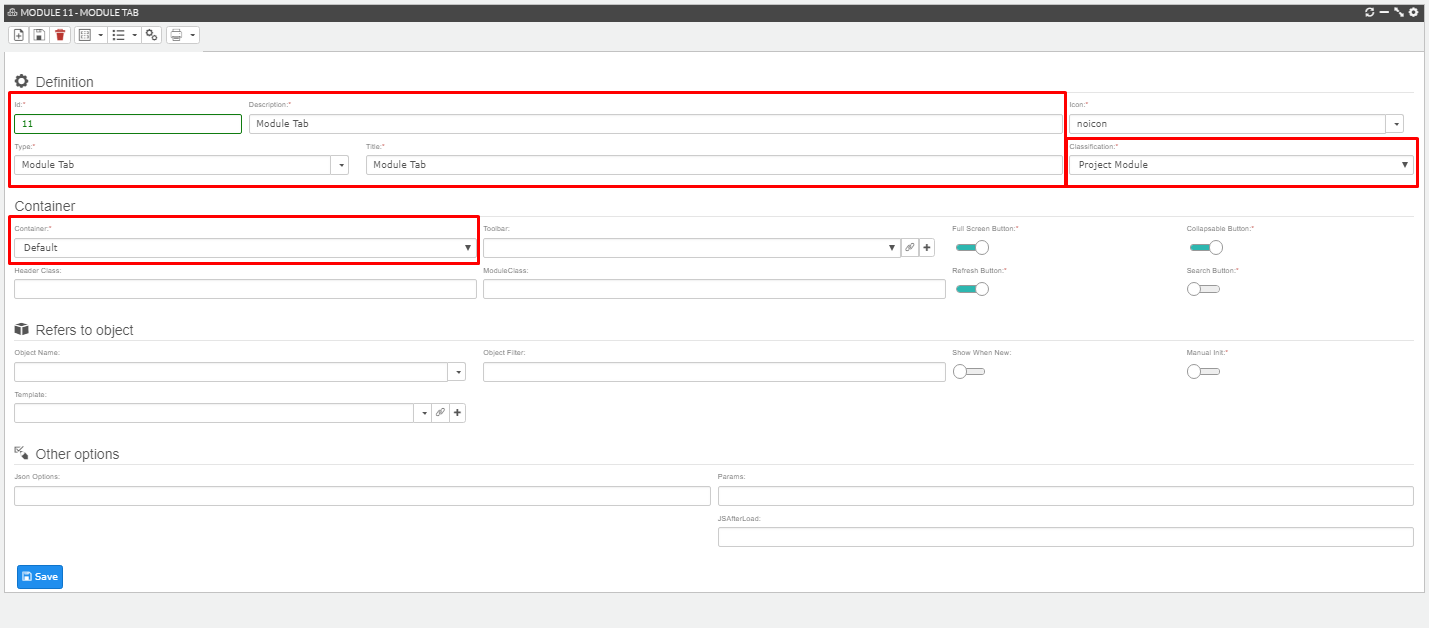 MODULE 11 - MODULE TAB
Definition
Id:* Description:* Icon:*
11 Module Tab noicon
Type:* Title:* Classification:*
Module Tab Module Tab Project Module
Container
Container:* Toolbar: Full Screen Button:* Collapsable Button:*
Default
Header Class: ModuleClass: Refresh Button:* Search Button:*
Refers to object
Object Name: Object Filter: Show When New: Manual Init:*
Template:
Other options
Json Options: Params:
JSAfterLoad:
Save